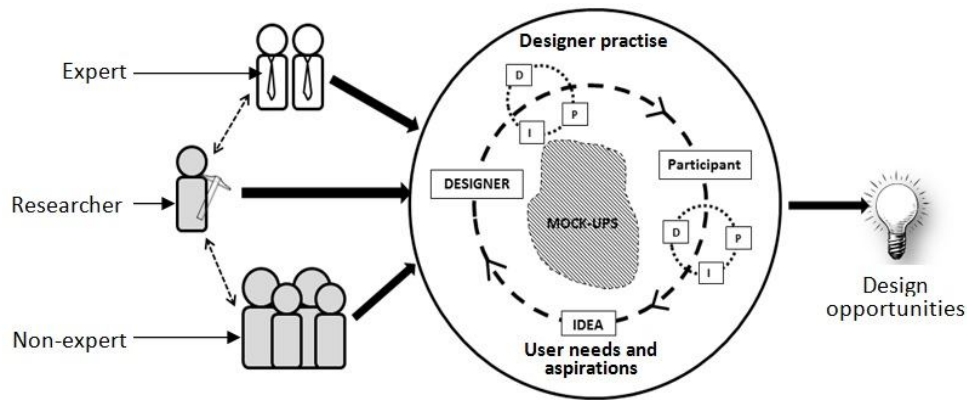 Expert
Researcher
Non-expert
Designer practise
D
P
I
DESIGNER
Participant
MOCK-UPS
D
P
I
IDEA
User needs and
aspirations
Design
opportunities